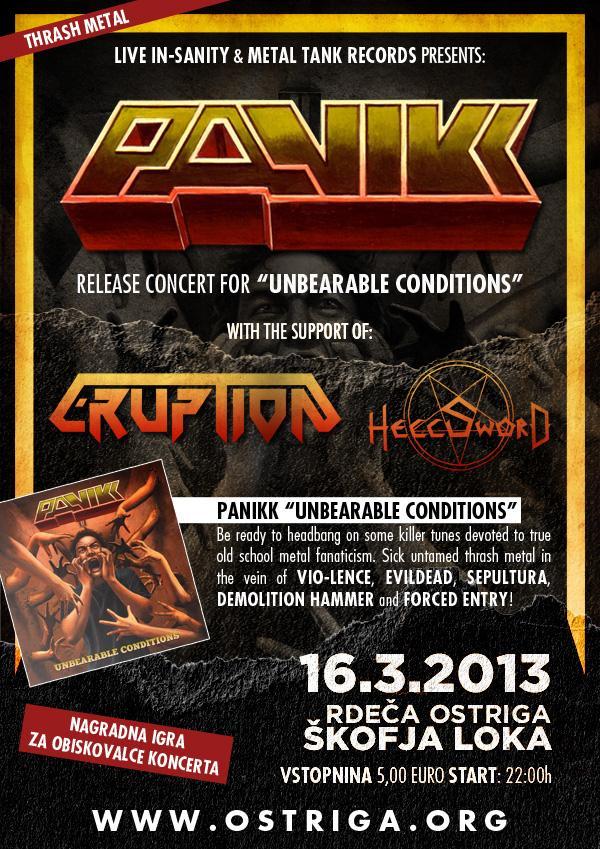 THRASH METAL
LIVE IN-SANITY & METAL TANK RECORDS PRESENTS:
PANIKK
RELEASE CONCERT FOR “UNBEARABLE CONDITIONS”
WITH THE SUPPORT OF:
ERUPTION
HELLSWORD
PANIKK
UNBEARABLE CONDITIONS
PANIKK “UNBEARABLE CONDITIONS”
Be ready to headbang on some killer tunes devoted to true
old school metal fanaticism. Sick untamed thrash metal in
the vein of VIO-LENCE, EVILDEAD, SEPULTURA,
DEMOLITION HAMMER and FORCED ENTRY!
16.3.2013
RDEČA OSTRIGA
ŠKOFJA LOKA
NAGRADNA IGRA
ZA OBISKOVALCE KONCERTA
VSTOPNINA 5,00 EURO START: 22:00h
WWW.OSTRIGA.ORG